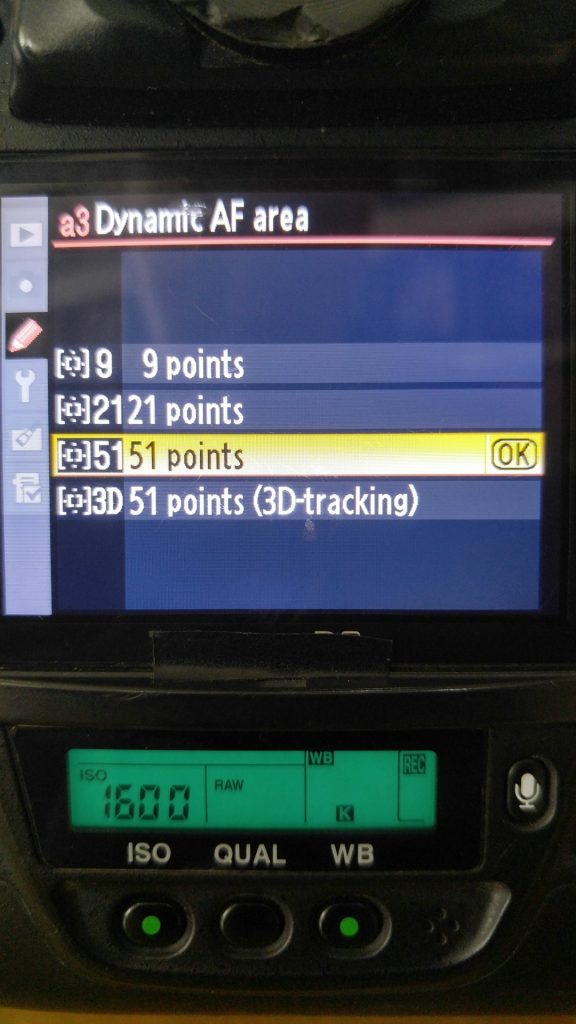 a3 Dynamic AF area
[ ]9 9 points
[ ]21 21 points
[ ]51 51 points OK
[ ]3D 51 points (3D-tracking)
WB REC
ISO
1600 RAW
K
ISO QUAL WB